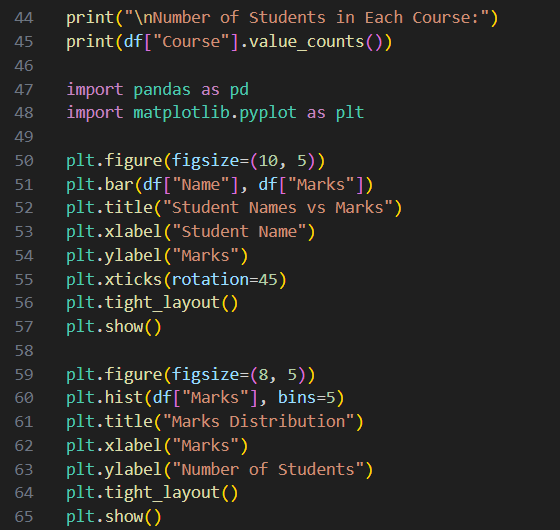 44 print("\nNumber of Students in Each Course:")
45 print(df["Course"].value_counts())
46
47 import pandas as pd
48 import matplotlib.pyplot as plt
49
50 plt.figure(figsize=(10, 5))
51 plt.bar(df["Name"], df["Marks"])
52 plt.title("Student Names vs Marks")
53 plt.xlabel("Student Name")
54 plt.ylabel("Marks")
55 plt.xticks(rotation=45)
56 plt.tight_layout()
57 plt.show()
58
59 plt.figure(figsize=(8, 5))
60 plt.hist(df["Marks"], bins=5)
61 plt.title("Marks Distribution")
62 plt.xlabel("Marks")
63 plt.ylabel("Number of Students")
64 plt.tight_layout()
65 plt.show()